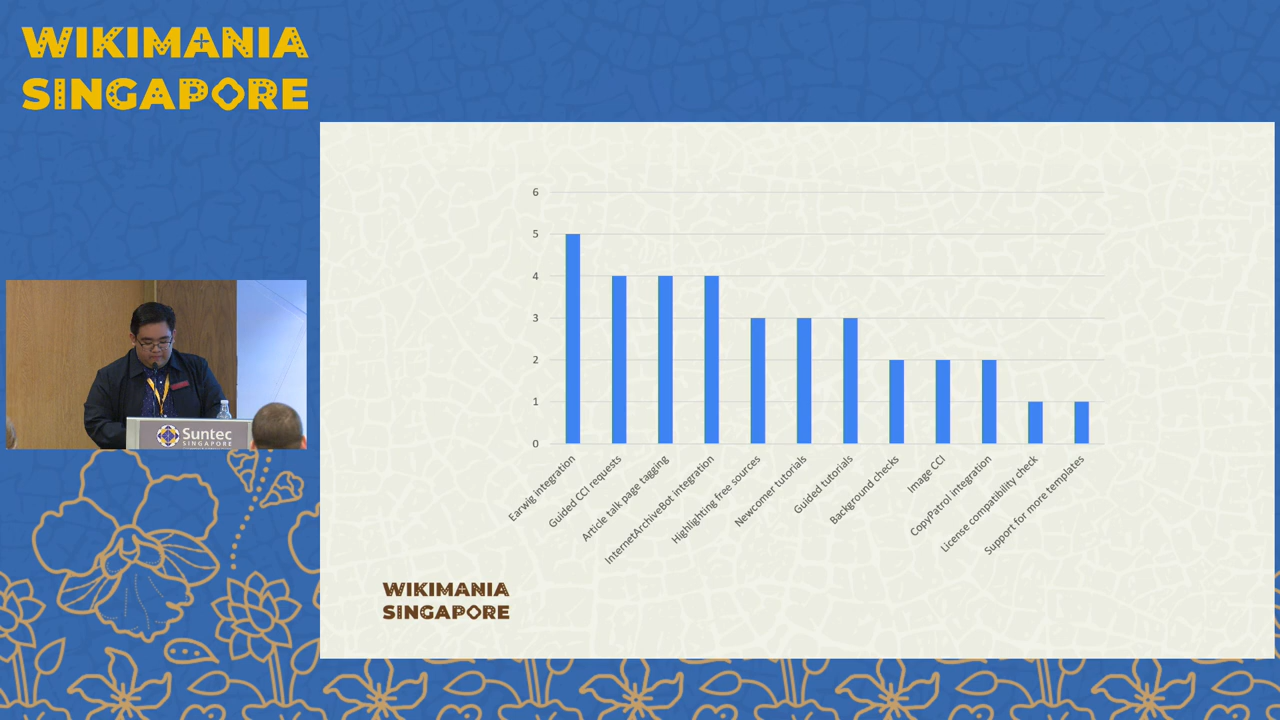 WIKIMANIA
SINGAPORE
6
5
4
3
2
1
0
Earwig integration
Guided CCI requests
Article talk page tagging
InternetArchiveBot integration
Highlighting free sources
Newcomer tutorials
Guided tutorials
Background checks
Image CCI
CopyPatrol integration
License compatibility check
Support for more templates
Suntec
SINGAPORE
WIKIMANIA
SINGAPORE